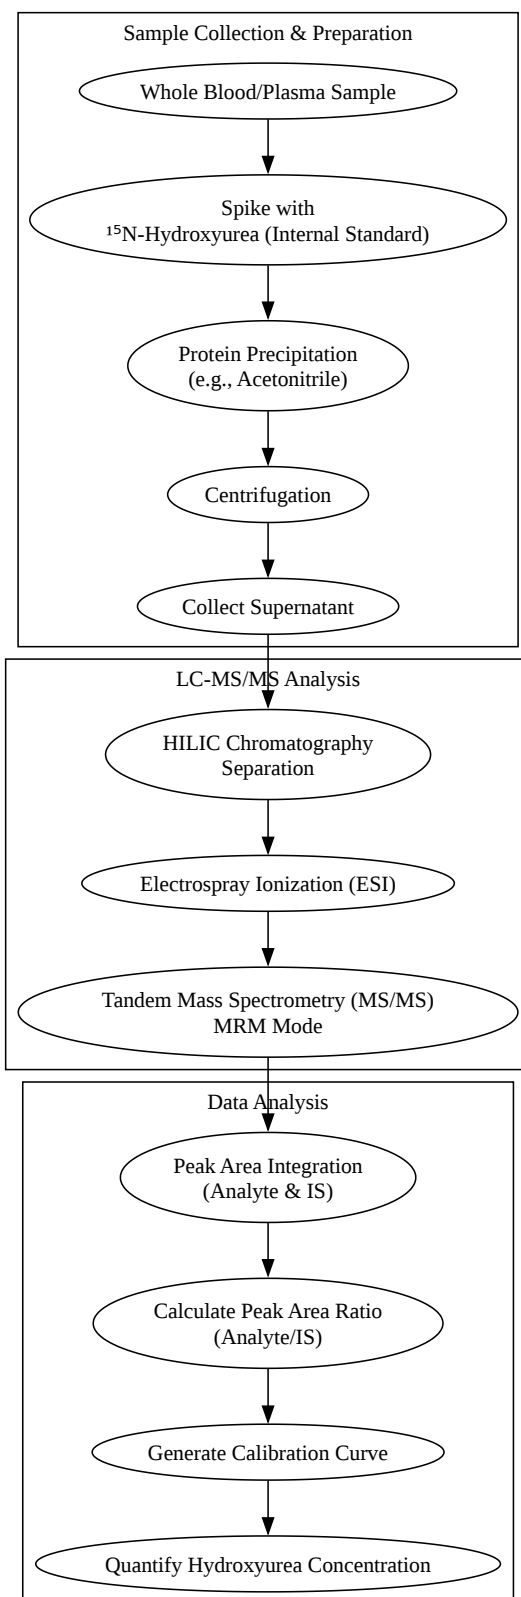 Sample Collection & Preparation
Whole Blood/Plasma Sample
Spike with
¹⁵N-Hydroxyurea (Internal Standard)
Protein Precipitation
(e.g., Acetonitrile)
Centrifugation
Collect Supernatant
LC-MS/MS Analysis
HILIC Chromatography
Separation
Electrospray Ionization (ESI)
Tandem Mass Spectrometry (MS/MS)
MRM Mode
Data Analysis
Peak Area Integration
(Analyte & IS)
Calculate Peak Area Ratio
(Analyte/IS)
Generate Calibration Curve
Quantify Hydroxyurea Concentration